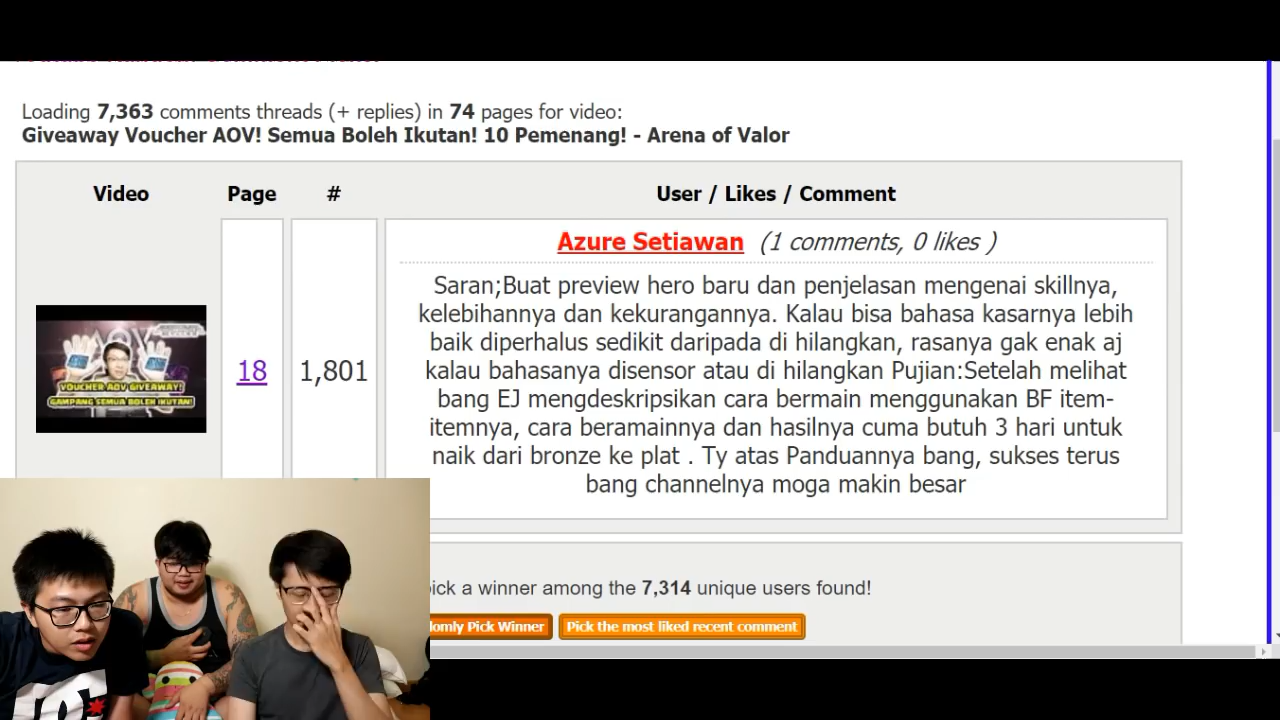 Loading 7,363 comments threads (+ replies) in 74 pages for video:
Giveaway Voucher AOV! Semua Boleh Ikutan! 10 Pemenang! - Arena of Valor
Video
Page
#
User / Likes / Comment
Azure Setiawan (1 comments, 0 likes )
Saran;Buat preview hero baru dan penjelasan mengenai skillnya,
kelebihannya dan kekurangannya. Kalau bisa bahasa kasarnya lebih
baik diperhalus sedikit daripada di hilangkan, rasanya gak enak aj
kalau bahasanya disensor atau di hilangkan Pujian:Setelah melihat
bang EJ mengdeskripsikan cara bermain menggunakan BF item-
itemnya, cara beramainnya dan hasilnya cuma butuh 3 hari untuk
naik dari bronze ke plat . Ty atas Panduannya bang, sukses terus
bang channelnya moga makin besar
18
1,801
AOV
VOUCHER AOV GIVEAWAY!
GAMPANG SEMUA BOLEH IKUTAN!
ick a winner among the 7,314 unique users found!
omly Pick Winner
Pick the most liked recent comment